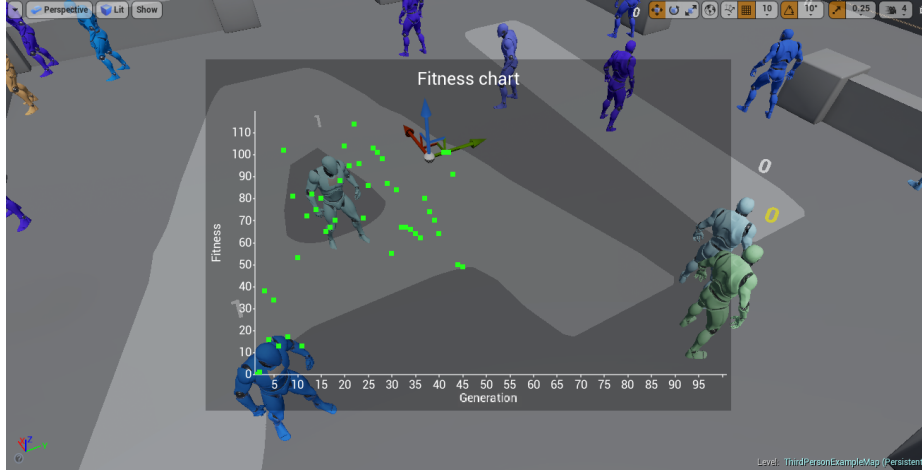 Perspective Lit Show
0 10 10° 0.25 4
Fitness chart
1
110
100
90
80
70
60
50
40
30
20
10
0
Fitness
0
0
1
5 10 15 20 25 30 35 40 45 50 55 60 65 70 75 80 85 90 95
Generation
Level: ThirdPersonExampleMap (Persistent